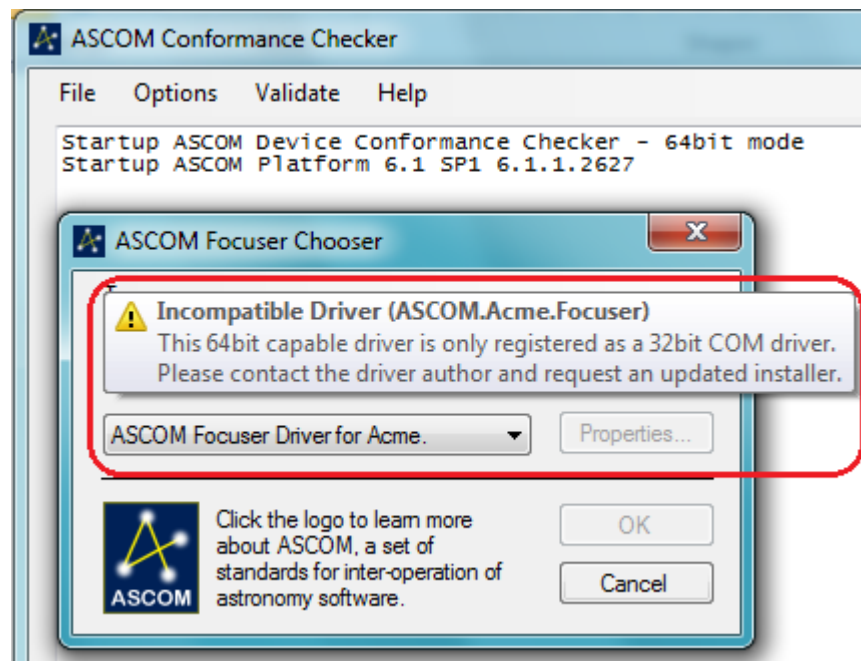 ASCOM Conformance Checker
File Options Validate Help
Startup ASCOM Device Conformance Checker - 64bit mode
Startup ASCOM Platform 6.1 SP1 6.1.1.2627
ASCOM Focuser Chooser
X
Incompatible Driver (ASCOM.Acme.Focuser)
This 64bit capable driver is only registered as a 32bit COM driver.
Please contact the driver author and request an updated installer.
ASCOM Focuser Driver for Acme. Properties...
Click the logo to learn more
about ASCOM, a set of
standards for inter-operation of
astronomy software.
ASCOM
OK
Cancel